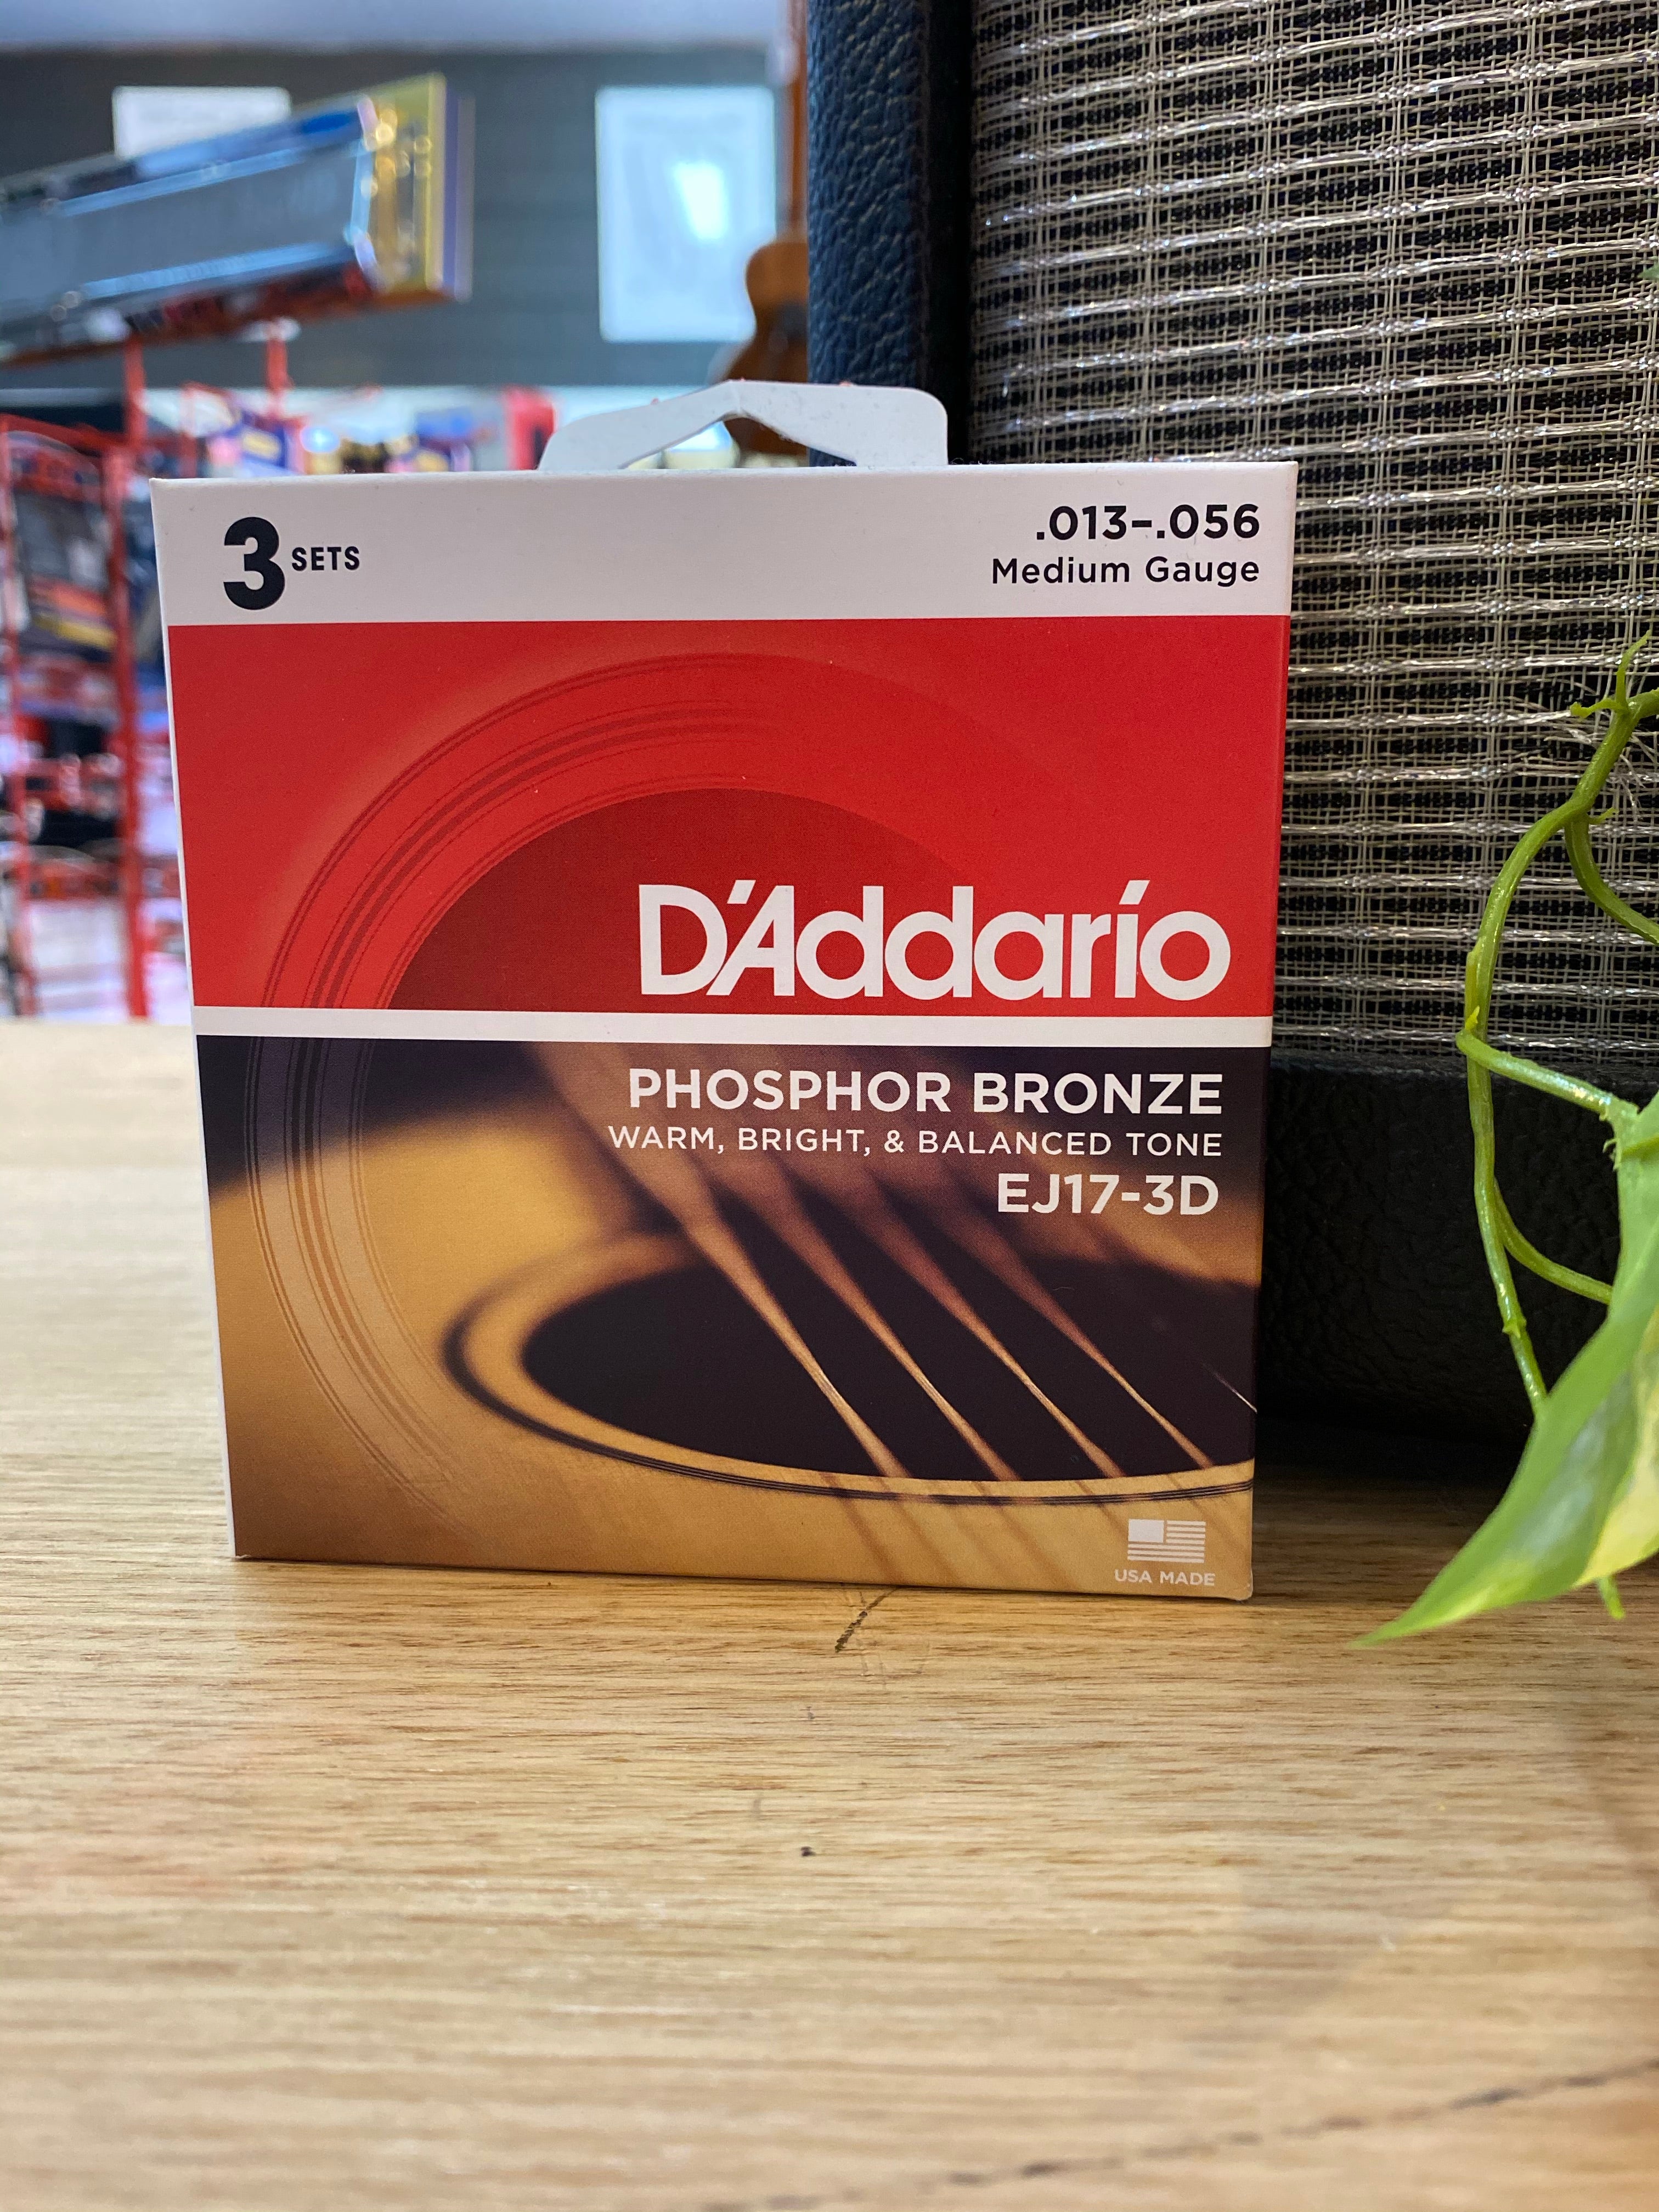 3 SETS
.013–.056
Medium Gauge
D'Addario
PHOSPHOR BRONZE
WARM, BRIGHT, & BALANCED TONE
EJ17-3D
USA MADE